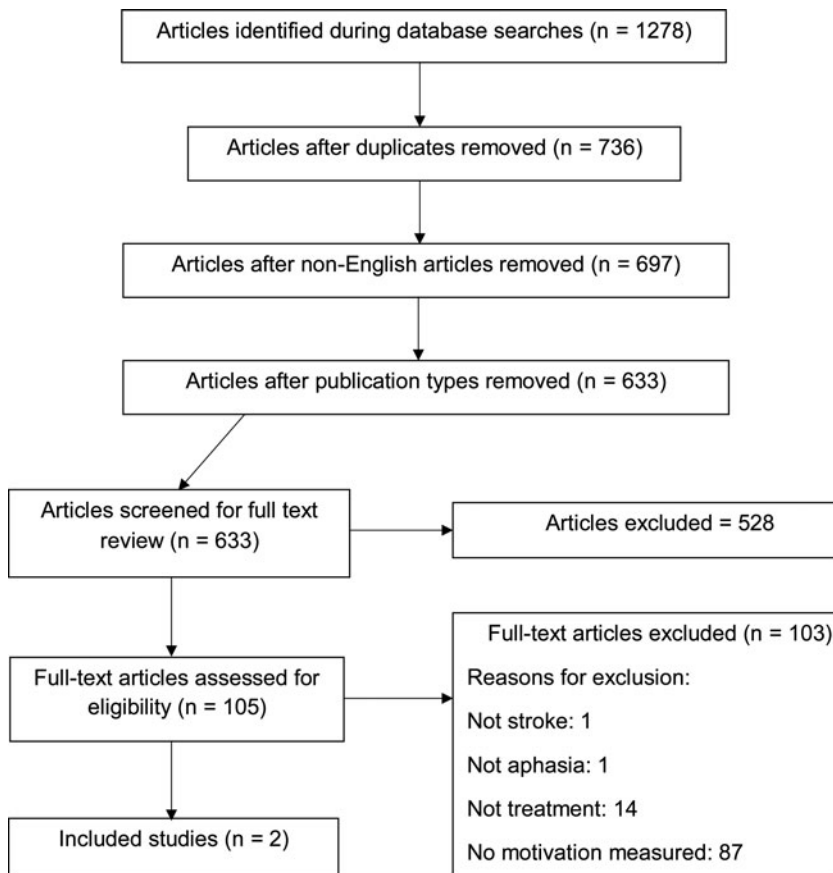 Articles identified during database searches (n = 1278)
Articles after duplicates removed (n = 736)
Articles after non-English articles removed (n = 697)
Articles after publication types removed (n = 633)
Articles screened for full text
review (n = 633)
Articles excluded = 528
Full-text articles assessed for
eligibility (n = 105)
Full-text articles excluded (n = 103)
Reasons for exclusion:
Not stroke: 1
Not aphasia: 1
Not treatment: 14
No motivation measured: 87
Included studies (n = 2)